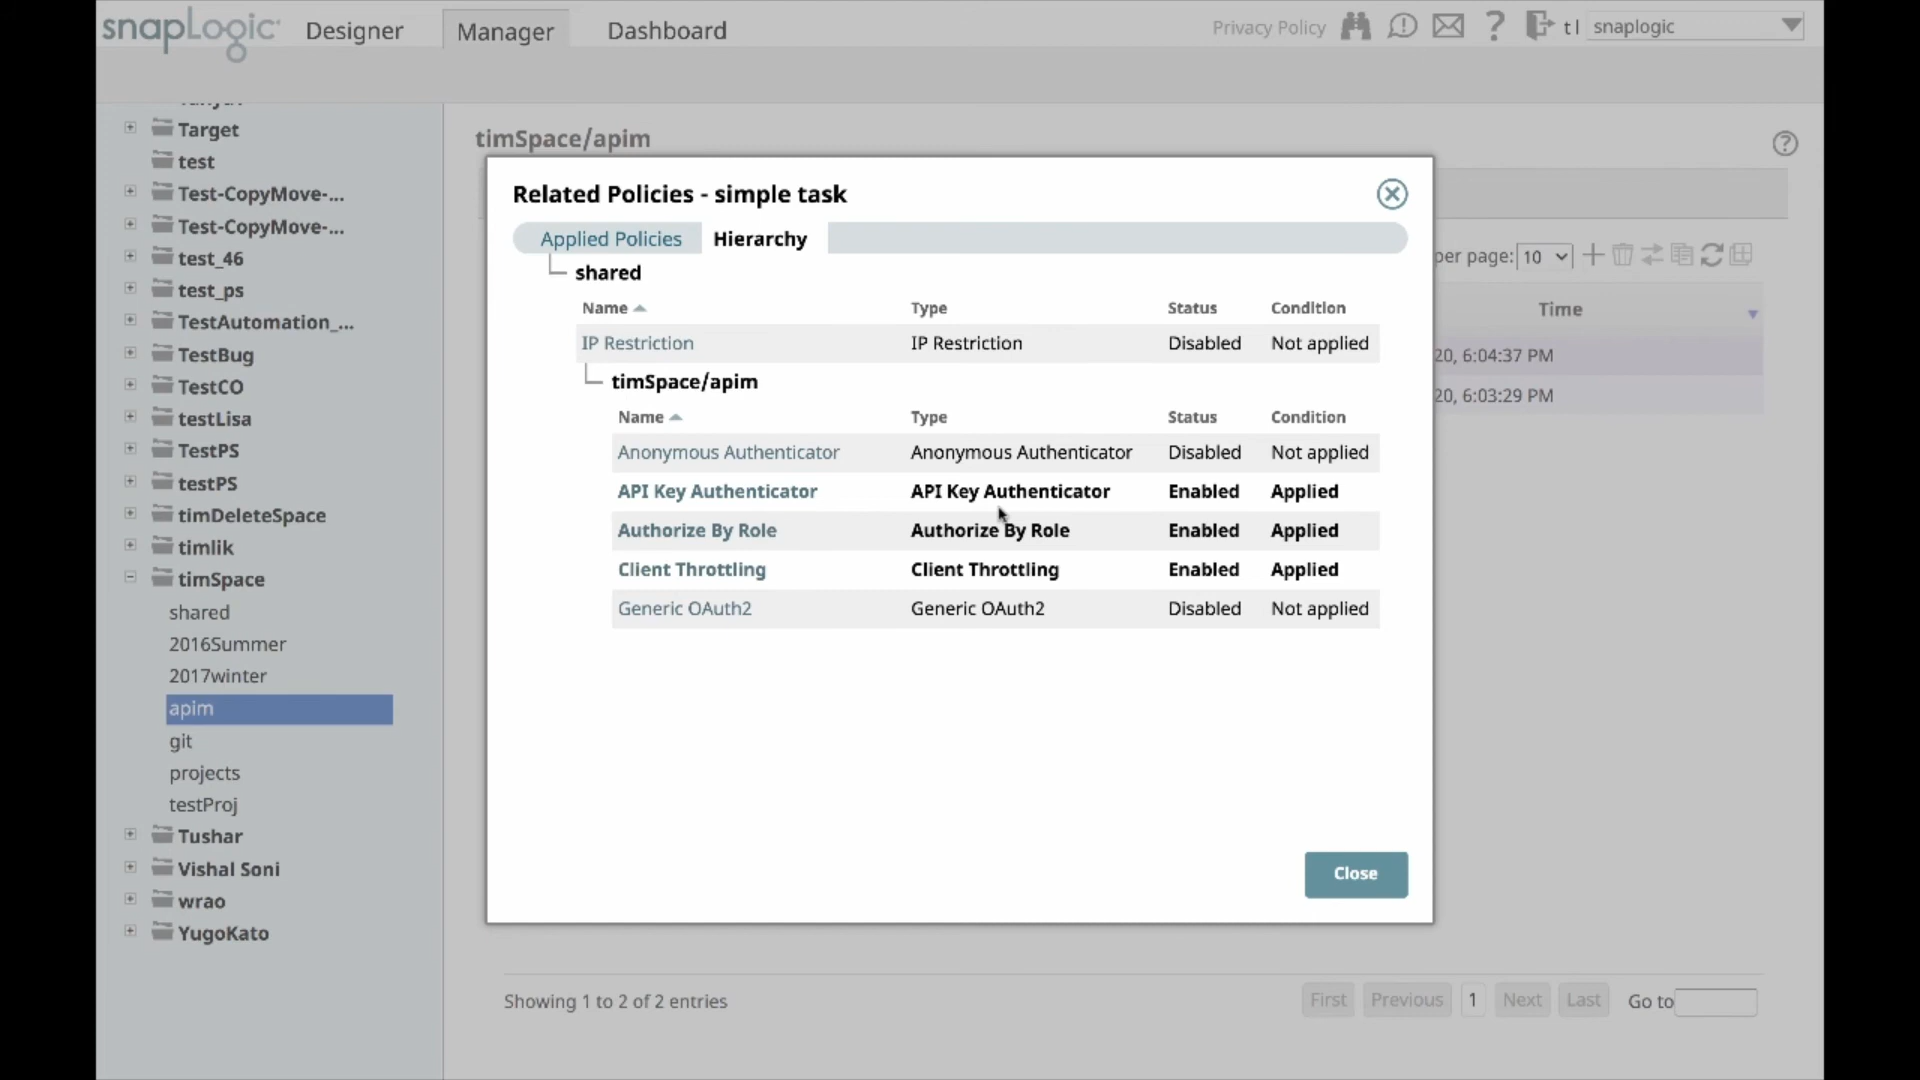 snapLogic
Designer
Manager
Dashboard
Privacy Policy
t l
snaplogic
Target
test
Test-CopyMove-...
Test-CopyMove-...
test_46
test_ps
TestAutomation_...
TestBug
TestCO
testLisa
TestPS
testPS
timDeleteSpace
timlik
timSpace
shared
2016Summer
2017winter
apim
git
projects
testProj
Tushar
Vishal Soni
wrao
YugoKato
timSpace/apim
per page: 10
Time
20, 6:04:37 PM
20, 6:03:29 PM
Related Policies - simple task
Applied Policies Hierarchy
shared
Name Type Status Condition
IP Restriction IP Restriction Disabled Not applied
timSpace/apim
Name Type Status Condition
Anonymous Authenticator Anonymous Authenticator Disabled Not applied
API Key Authenticator API Key Authenticator Enabled Applied
Authorize By Role Authorize By Role Enabled Applied
Client Throttling Client Throttling Enabled Applied
Generic OAuth2 Generic OAuth2 Disabled Not applied
Close
Showing 1 to 2 of 2 entries
First Previous 1 Next Last Go to